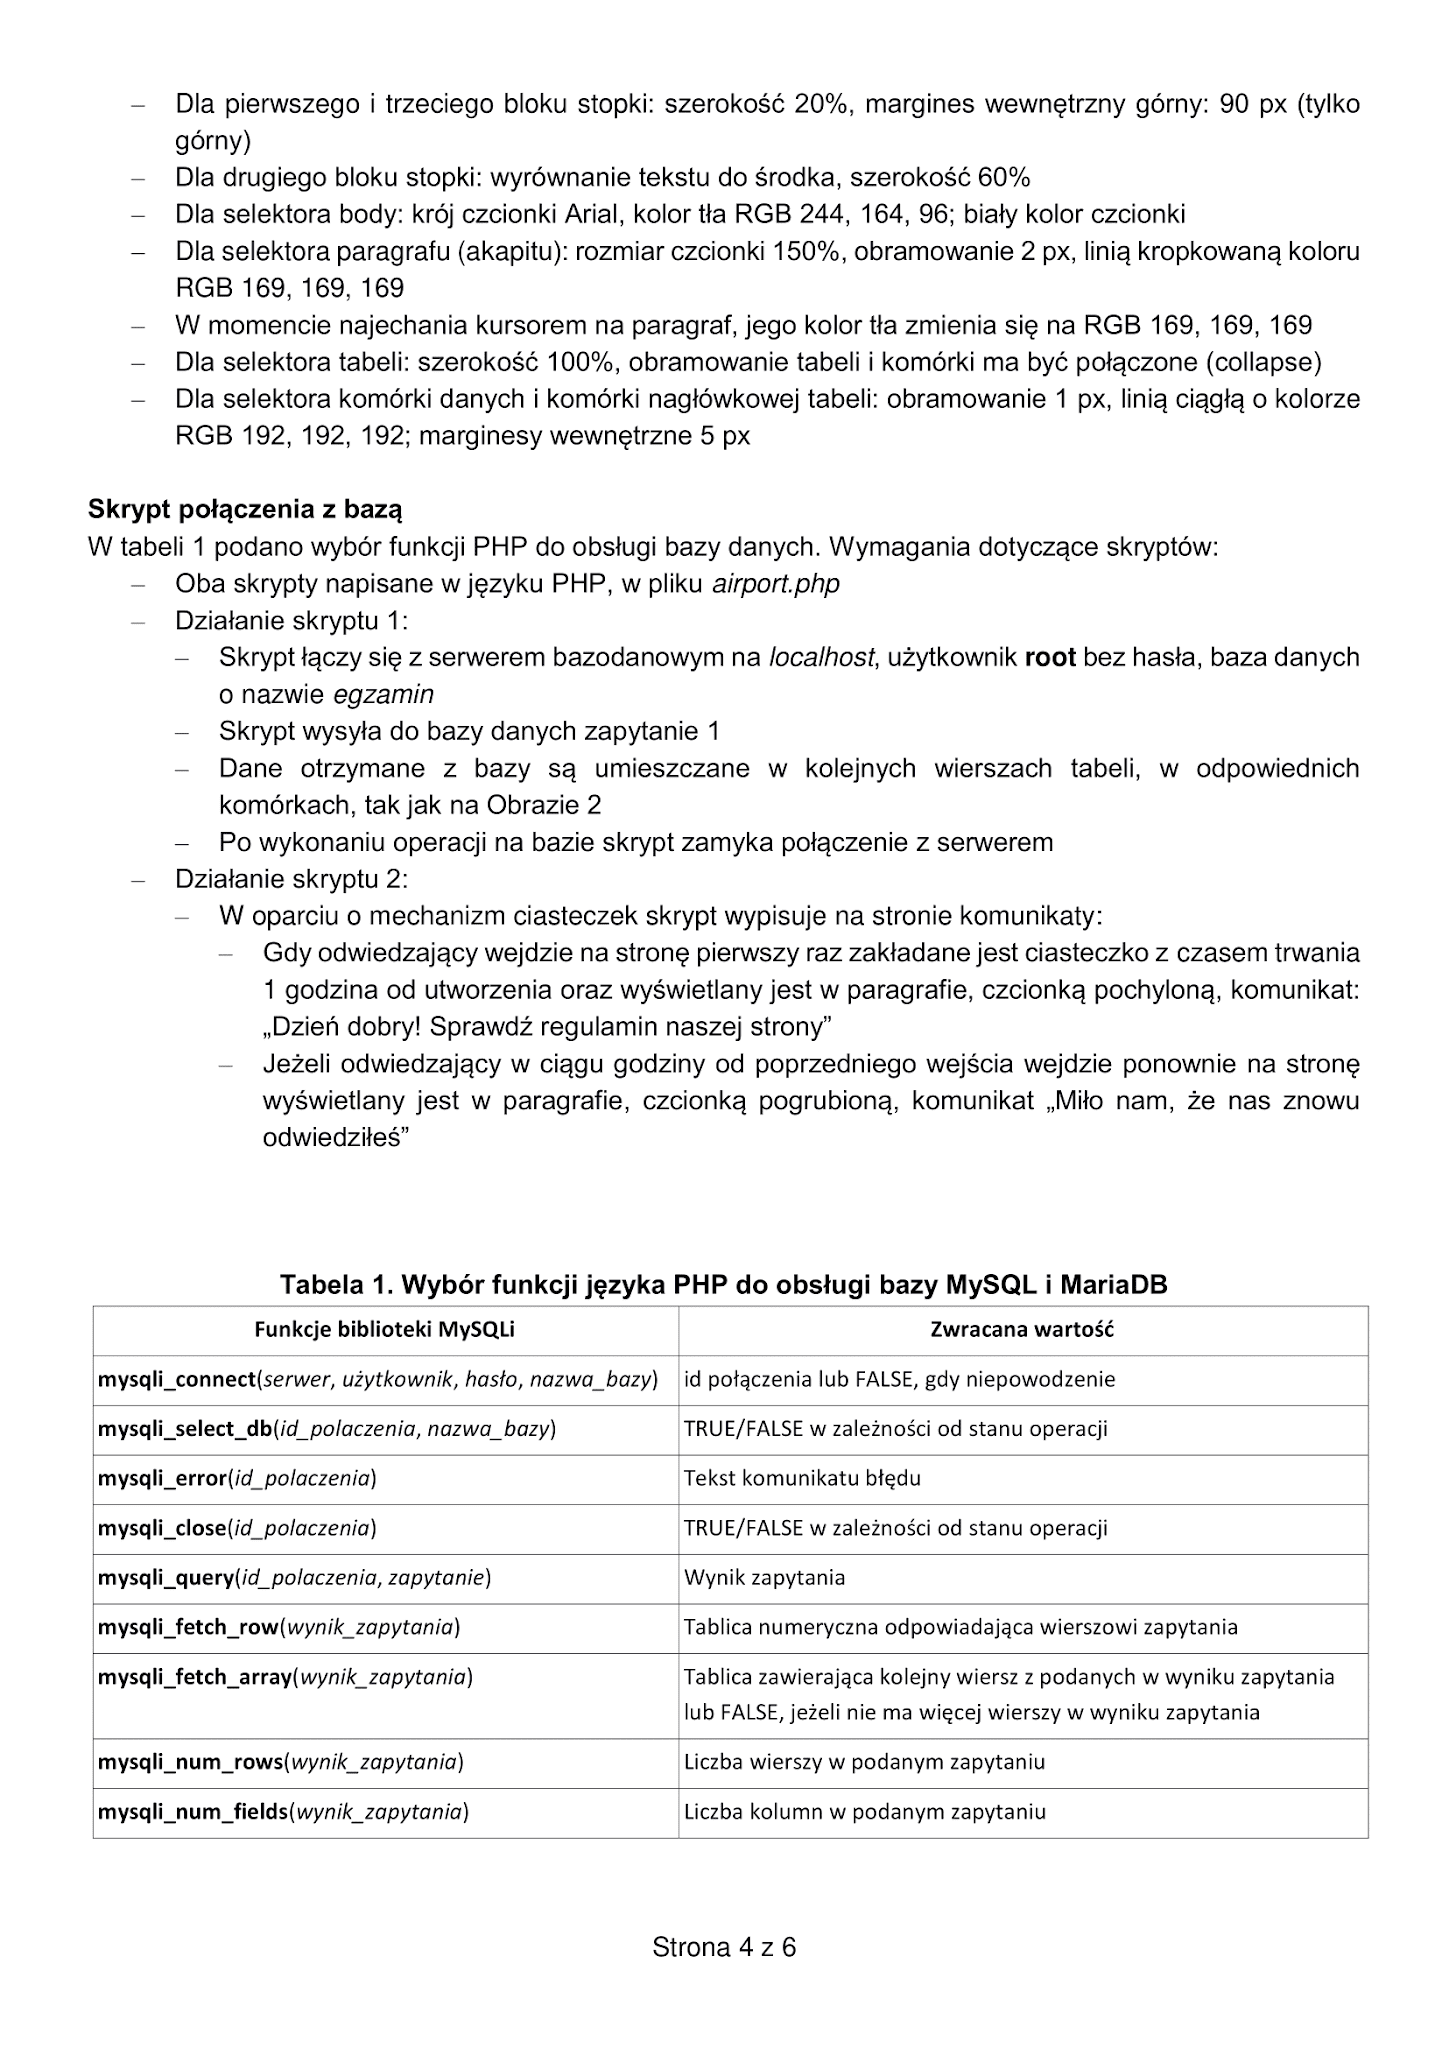 – Dla pierwszego i trzeciego bloku stopki: szerokość 20%, margines wewnętrzny górny: 90 px (tylko
górny)
– Dla drugiego bloku stopki: wyrównanie tekstu do środka, szerokość 60%
– Dla selektora body: krój czcionki Arial, kolor tła RGB 244, 164, 96; biały kolor czcionki
– Dla selektora paragrafu (akapitu): rozmiar czcionki 150%, obramowanie 2 px, linią kropkowaną koloru
RGB 169, 169, 169
– W momencie najechania kursorem na paragraf, jego kolor tła zmienia się na RGB 169, 169, 169
– Dla selektora tabeli: szerokość 100%, obramowanie tabeli i komórki ma być połączone (collapse)
– Dla selektora komórki danych i komórki nagłówkowej tabeli: obramowanie 1 px, linią ciągłą o kolorze
RGB 192, 192, 192; marginesy wewnętrzne 5 px
Skrypt połączenia z bazą
W tabeli 1 podano wybór funkcji PHP do obsługi bazy danych. Wymagania dotyczące skryptów:
– Oba skrypty napisane w języku PHP, w pliku airport.php
– Działanie skryptu 1:
– Skrypt łączy się z serwerem bazodanowym na localhost, użytkownik root bez hasła, baza danych
o nazwie egzamin
– Skrypt wysyła do bazy danych zapytanie 1
– Dane otrzymane z bazy są umieszczane w kolejnych wierszach tabeli, w odpowiednich
komórkach, tak jak na Obrazie 2
– Po wykonaniu operacji na bazie skrypt zamyka połączenie z serwerem
– Działanie skryptu 2:
– W oparciu o mechanizm ciasteczek skrypt wypisuje na stronie komunikaty:
– Gdy odwiedzający wejdzie na stronę pierwszy raz zakładane jest ciasteczko z czasem trwania
1 godzina od utworzenia oraz wyświetlany jest w paragrafie, czcionką pochyloną, komunikat:
„Dzień dobry! Sprawdź regulamin naszej strony”
– Jeżeli odwiedzający w ciągu godziny od poprzedniego wejścia wejdzie ponownie na stronę
wyświetlany jest w paragrafie, czcionką pogrubioną, komunikat „Miło nam, że nas znowu
odwiedziłeś”
Tabela 1. Wybór funkcji języka PHP do obsługi bazy MySQL i MariaDB
Funkcje biblioteki MySQLi Zwracana wartość
mysqli_connect(serwer, użytkownik, hasło, nazwa_bazy) id połączenia lub FALSE, gdy niepowodzenie
mysqli_select_db(id_polaczenia, nazwa_bazy) TRUE/FALSE w zależności od stanu operacji
mysqli_error(id_polaczenia) Tekst komunikatu błędu
mysqli_close(id_polaczenia) TRUE/FALSE w zależności od stanu operacji
mysqli_query(id_polaczenia, zapytanie) Wynik zapytania
mysqli_fetch_row(wynik_zapytania) Tablica numeryczna odpowiadająca wierszowi zapytania
mysqli_fetch_array(wynik_zapytania) Tablica zawierająca kolejny wiersz z podanych w wyniku zapytania
lub FALSE, jeżeli nie ma więcej wierszy w wyniku zapytania
mysqli_num_rows(wynik_zapytania) Liczba wierszy w podanym zapytaniu
mysqli_num_fields(wynik_zapytania) Liczba kolumn w podanym zapytaniu
Strona 4 z 6